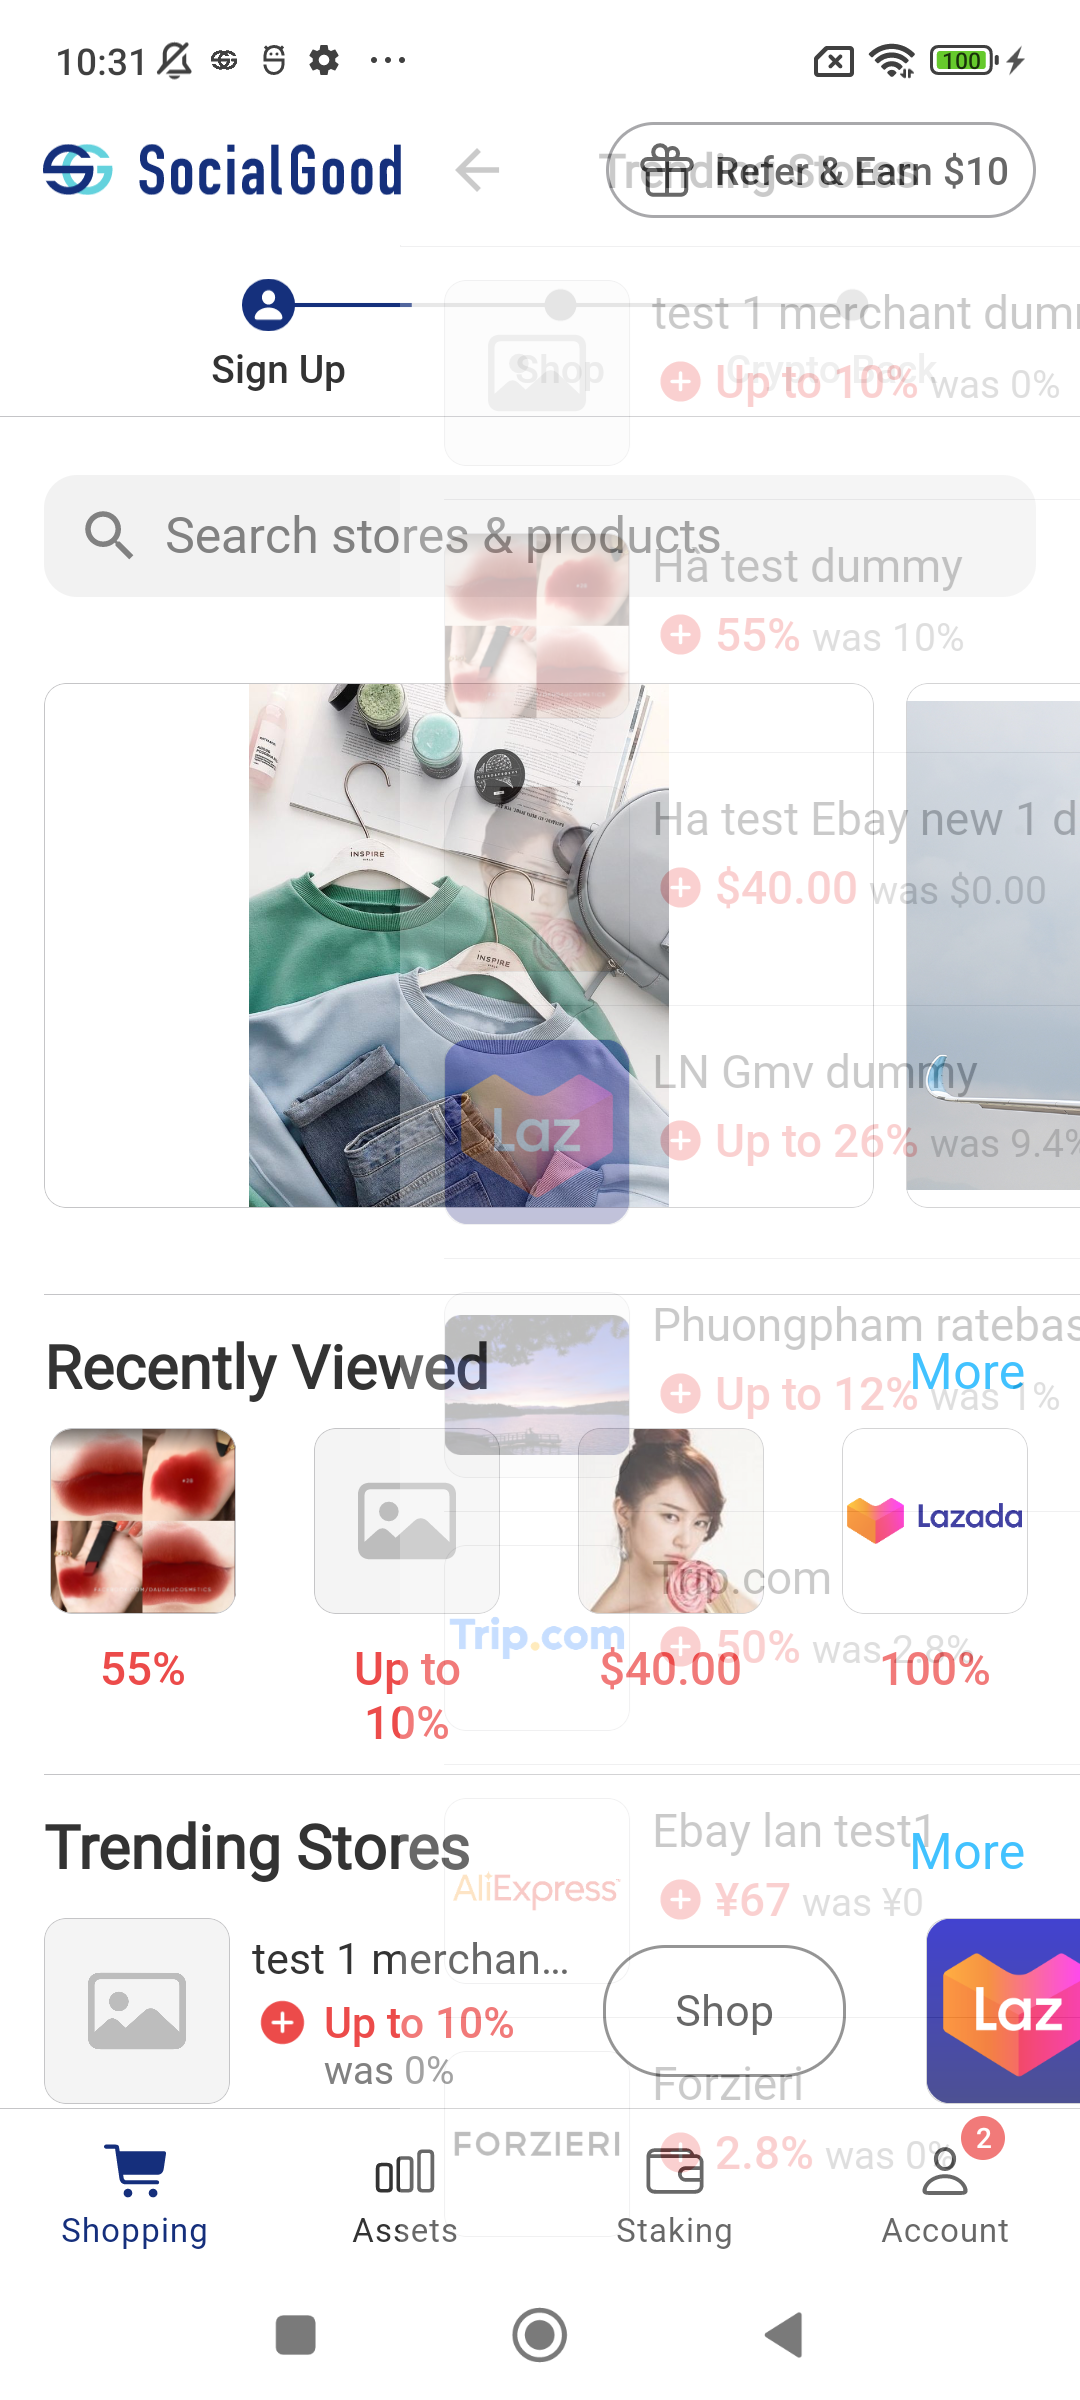 10:31
100
SocialGood
Refer & Earn $10
Trending Stores
Sign Up
Shop
Crypto Back
test 1 merchant dum
Up to 10% was 0%
Search stores & products
Hà test dummy
55% was 10%
INSPIRE
INSPIRE
Ha test Ebay new 1 d
$40.00 was $0.00
Laz
LN Gmv dummy
Up to 26% was 9.4%
Phuongpham ratebas
Up to 12% was 1%
Recently Viewed
More
Lazada
Trip.com
Trip.com
50% was 2.8%
55%
Up to
10%
$40.00
100%
Trending Stores
More
Ebay lan test1
AliExpress
¥67 was ¥0
test 1 merchan...
Up to 10%
was 0%
Shop
Laz
Forzieri
FORZIERI
2.8% was 0%
2
Shopping
Assets
Staking
Account